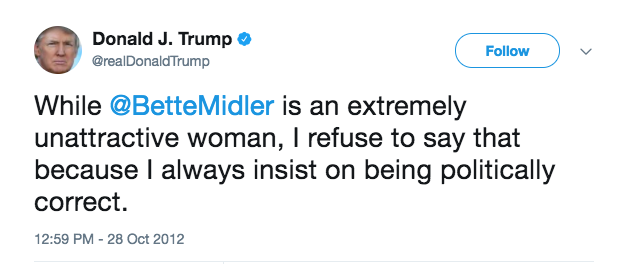 Donald J. Trump
@realDonaldTrump
Follow
While @BetteMidler is an extremely
unattractive woman, I refuse to say that
because I always insist on being politically
correct.
12:59 PM - 28 Oct 2012